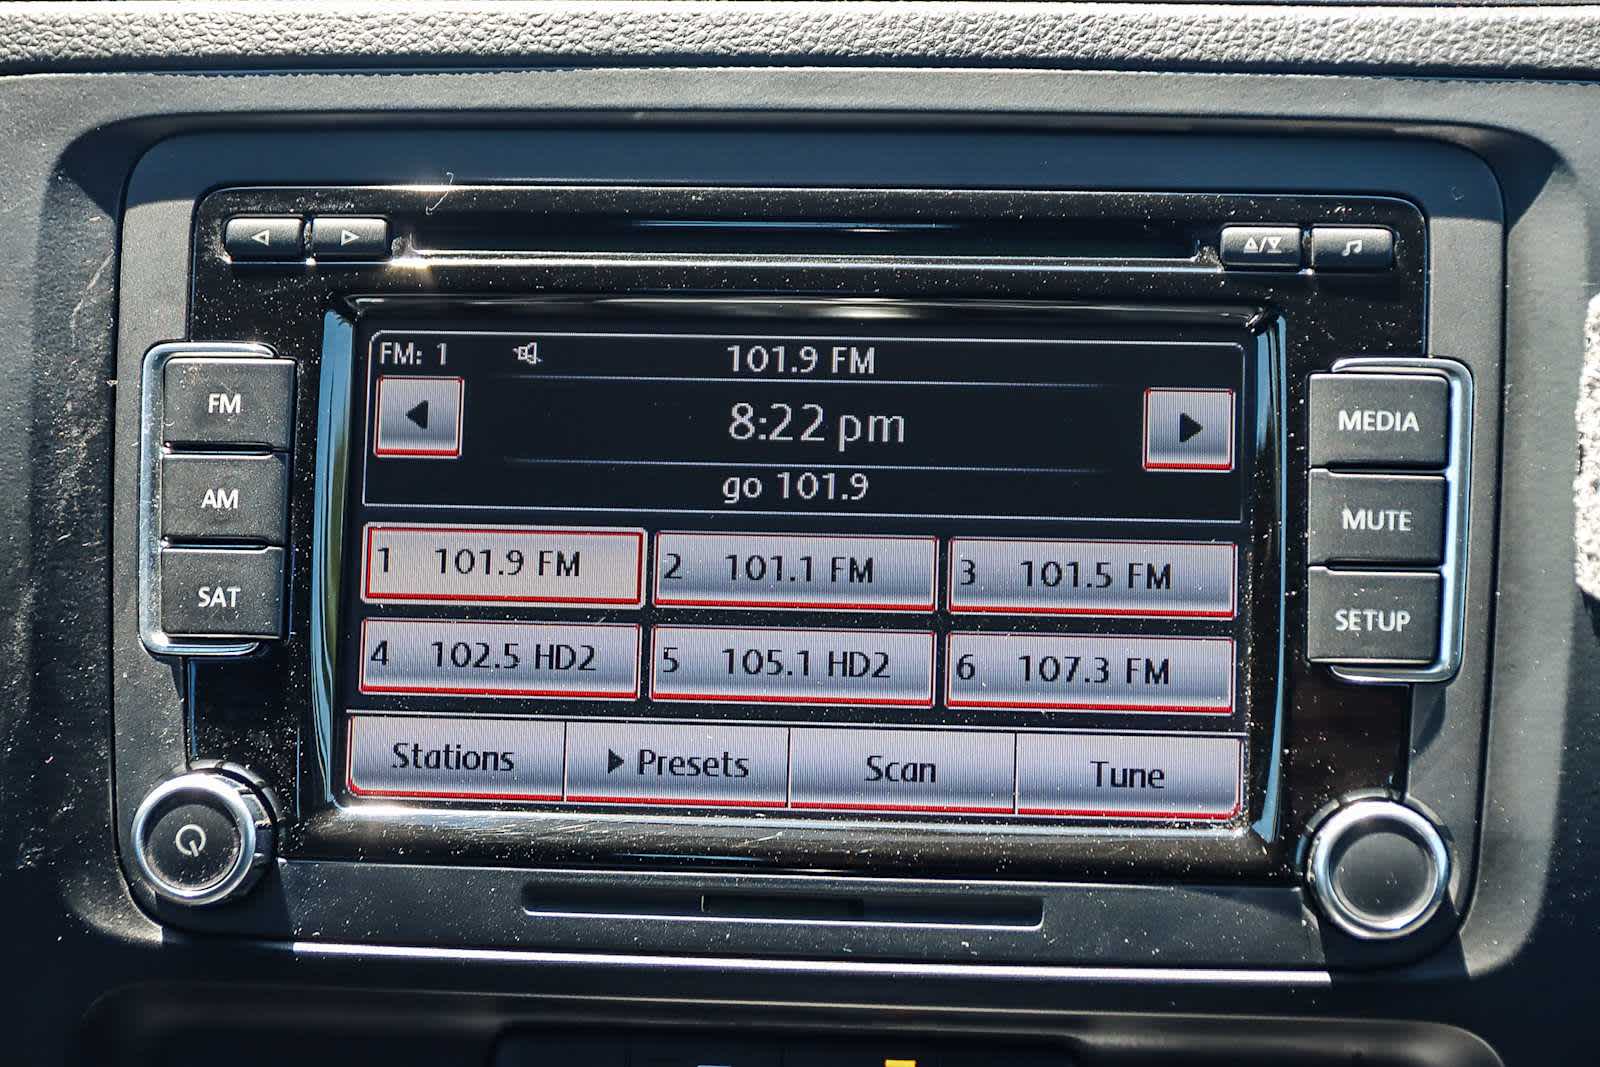 FM: 1 101.9 FM
8:22 pm
go 101.9
FM
AM
SAT
1 101.9 FM
2 101.1 FM
3 101.5 FM
4 102.5 HD2
5 105.1 HD2
6 107.3 FM
Stations
Presets
Scan
Tune
MEDIA
MUTE
SETUP